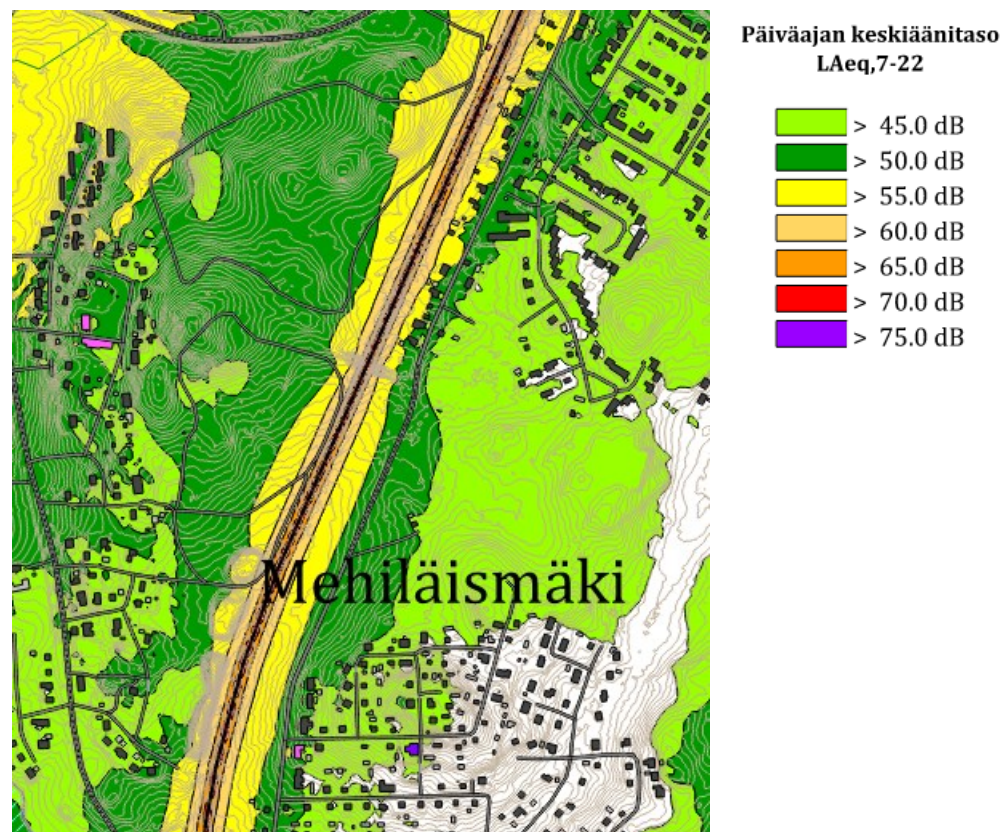 Päiväajan keskiäänitaso
LAeq,7-22
> 45.0 dB
> 50.0 dB
> 55.0 dB
> 60.0 dB
> 65.0 dB
> 70.0 dB
> 75.0 dB
Mehiläismäki